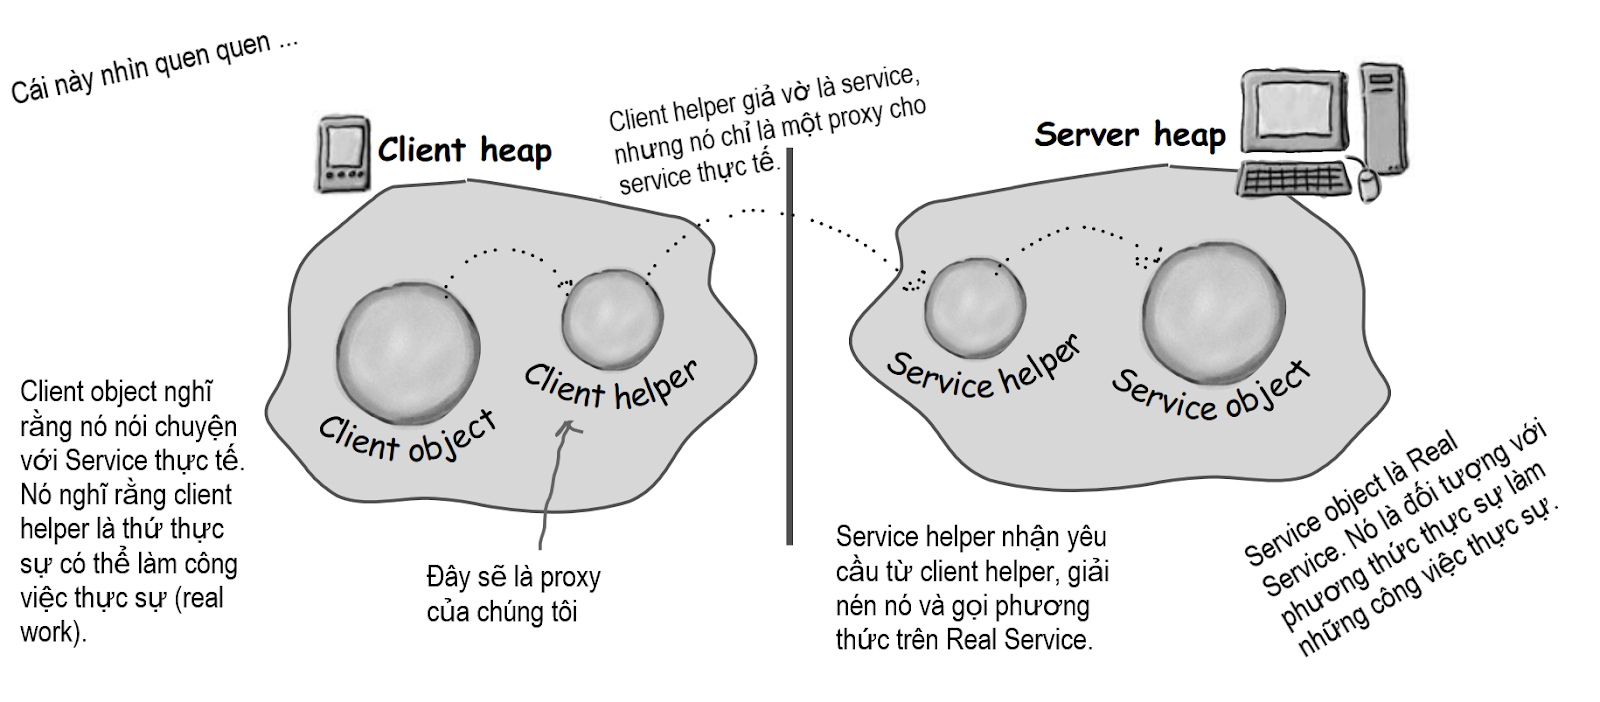 Cái này nhìn quen quen ...
Client helper giả vờ là service,
nhưng nó chỉ là một proxy cho
service thực tế.
Client heap
Server heap
Client object
Client helper
Service helper
Service object
Client object nghĩ
rằng nó nói chuyện
với Service thực tế.
Nó nghĩ rằng client
helper là thứ thực
sự có thể làm công
việc thực sự (real
work).
Đây sẽ là proxy
của chúng tôi
Service helper nhận yêu
cầu từ client helper, giải
nén nó và gọi phương
thức trên Real Service.
Service object là Real
Service. Nó là đối tượng với
phương thức thực sự làm
những công việc thực sự.